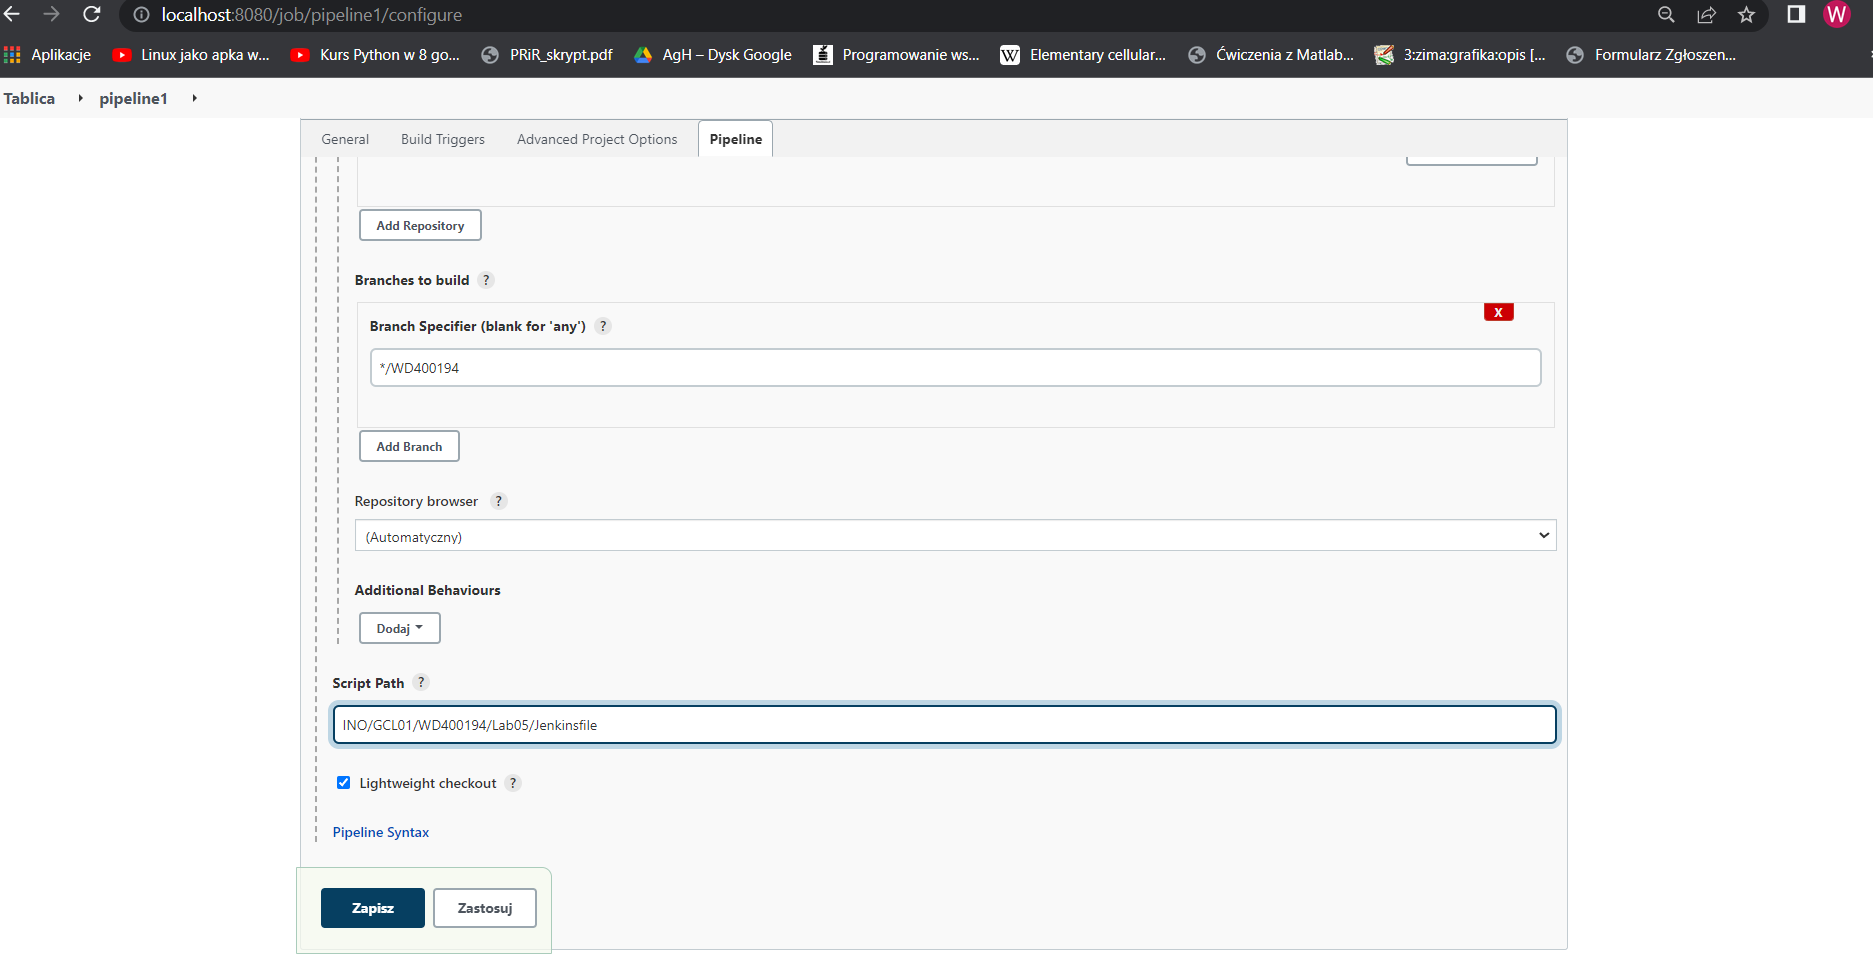 localhost:8080/job/pipeline1/configure
W
Aplikacje
Linux jako apka w...
Kurs Python w 8 go...
PRiR_skrypt.pdf
AgH – Dysk Google
Programowanie ws...
W
Elementary cellular...
Ćwiczenia z Matlab...
3:zima:grafika:opis [...
Formularz Zgłoszen...
Tablica
pipeline1
General
Build Triggers
Advanced Project Options
Pipeline
Add Repository
Branches to build ?
X
Branch Specifier (blank for 'any') ?
*/WD400194
Add Branch
Repository browser ?
(Automatyczny)
Additional Behaviours
Dodaj
Script Path ?
INO/GCL01/WD400194/Lab05/Jenkinsfile
Lightweight checkout ?
Pipeline Syntax
Zapisz
Zastosuj